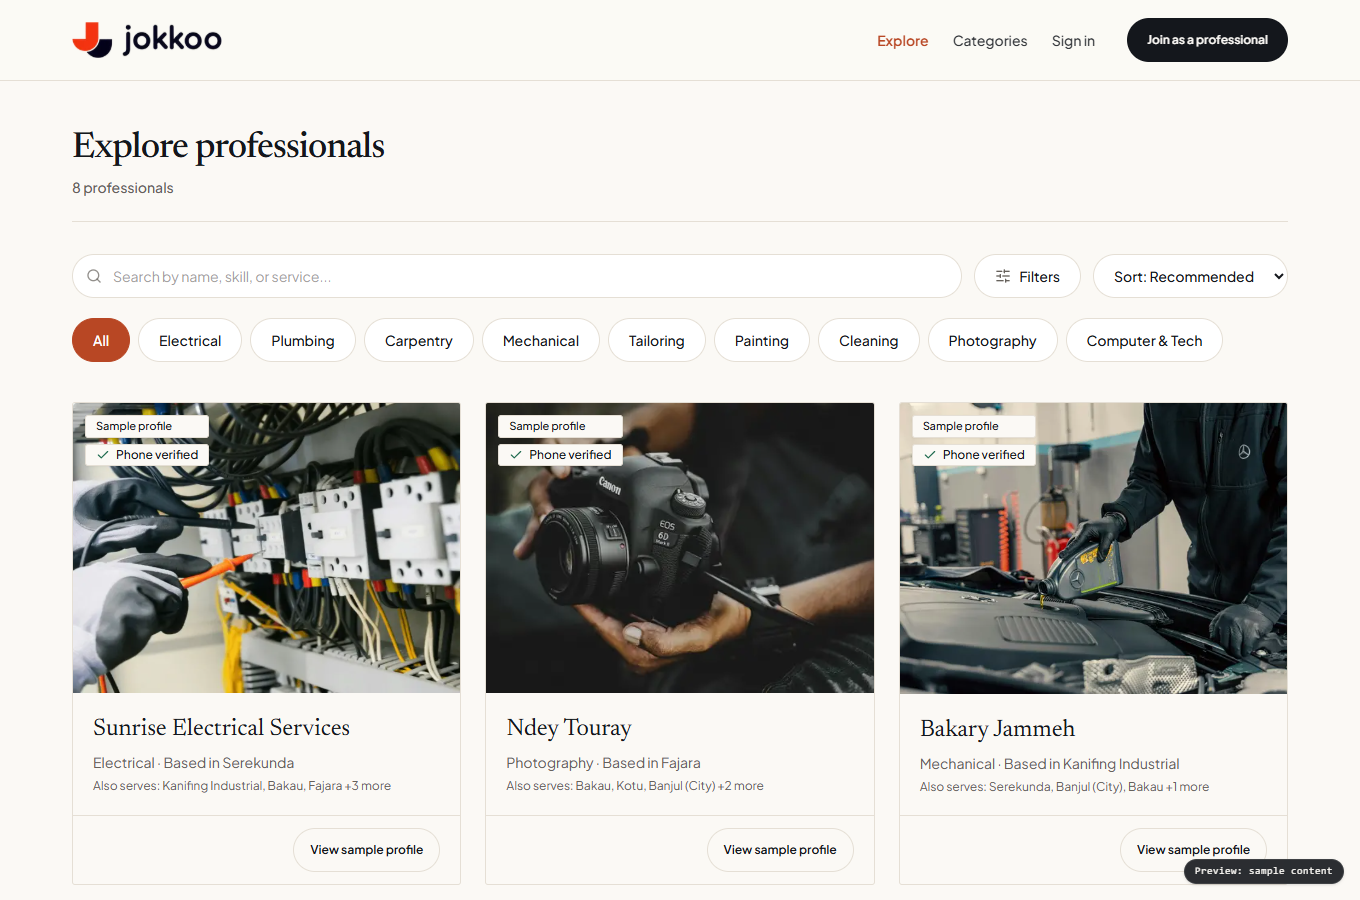 jokkoo
Explore Categories Sign in Join as a professional
Explore professionals
8 professionals
Search by name, skill, or service... Filters Sort: Recommended
All Electrical Plumbing Carpentry Mechanical Tailoring Painting Cleaning Photography Computer & Tech
Sample profile
Phone verified
Sunrise Electrical Services
Electrical · Based in Serekunda
Also serves: Kanifing Industrial, Bakau, Fajara +3 more
View sample profile
Sample profile
Phone verified
Canon
EOS
6D
Mark II
Ndey Touray
Photography · Based in Fajara
Also serves: Bakau, Kotu, Banjul (City) +2 more
View sample profile
Sample profile
Phone verified
Bakary Jammeh
Mechanical · Based in Kanifing Industrial
Also serves: Serekunda, Banjul (City), Bakau +1 more
View sample profile
Preview: sample content